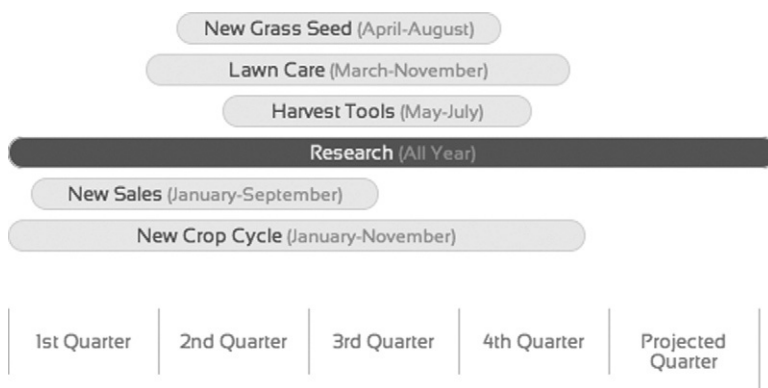 New Grass Seed (April-August)
Lawn Care (March-November)
Harvest Tools (May-July)
Research (All Year)
New Sales (January-September)
New Crop Cycle (January-November)
1st Quarter
2nd Quarter
3rd Quarter
4th Quarter
Projected
Quarter